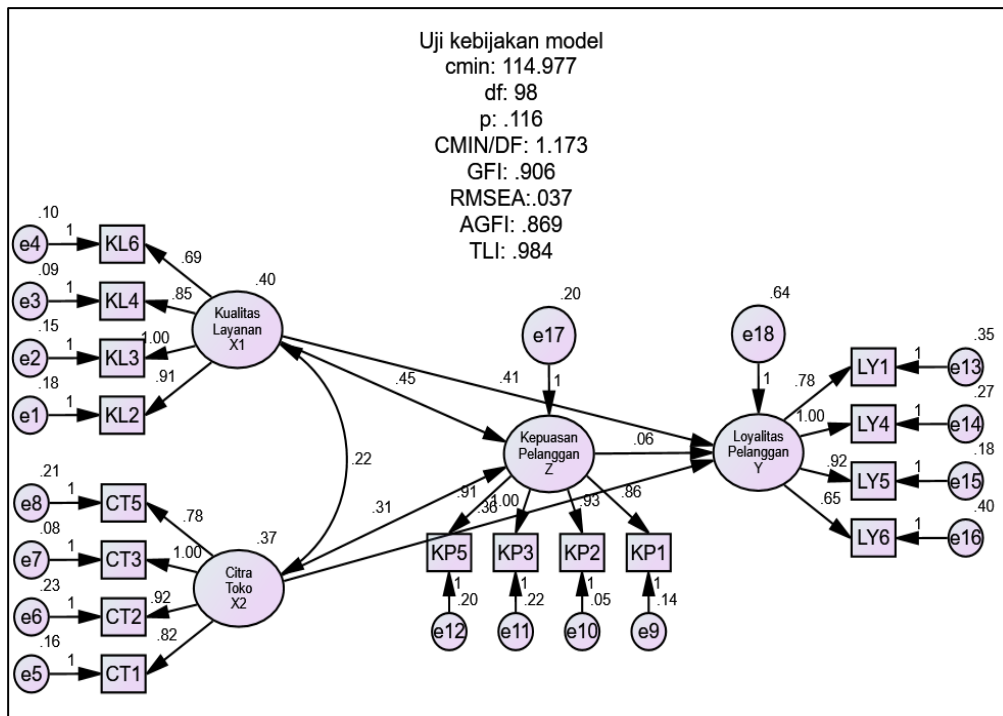 Uji kebijakan model
cmin: 114.977
df: 98
p: .116
CMIN/DF: 1.173
GFI: .906
RMSEA:.037
AGFI: .869
TLI: .984
.10
e4
1
KL6
.69
.09
e3
1
KL4
.85
.15
e2
1
KL3
1.00
.18
e1
1
KL2
.91
.40
Kualitas
Layanan
X1
.21
e8
1
CT5
.78
.08
e7
1
CT3
1.00
.23
e6
1
CT2
.92
.16
e5
1
CT1
.82
.37
Citra
Toko
X2
.22
.45
.41
.31
.36
.06
.20
e17
1
Kepuasan
Pelanggan
Z
.91
1.00
.93
.86
KP5
KP3
KP2
KP1
1
1
1
1
.20
.22
.05
.14
e12
e11
e10
e9
.64
e18
1
Loyalitas
Pelanggan
Y
.78
LY1
1
.35
e13
1.00
LY4
1
.27
e14
.92
LY5
1
.18
e15
.65
LY6
1
.40
e16